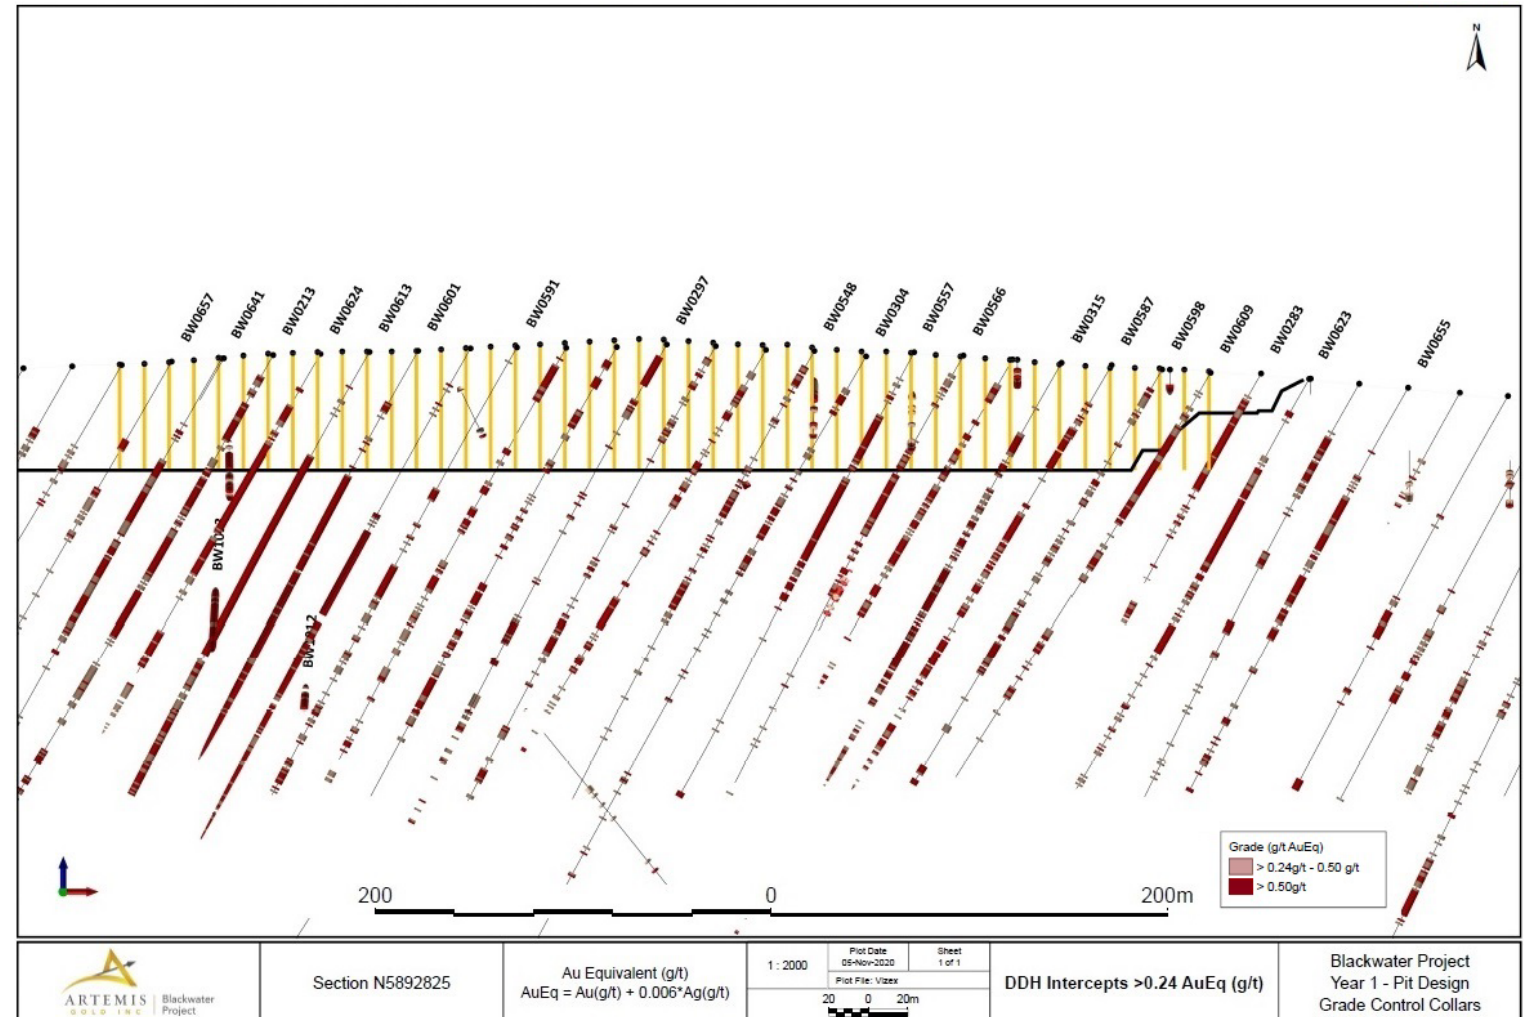 N
BW0657
BW0641
BW0213
BW0624
BW0613
BW0601
BW0591
BW0297
BW0548
BW0304
BW0557
BW0566
BW0315
BW0587
BW0598
BW0609
BW0283
BW0623
BW0655
BW1012
200
0
200m
Grade (g/t AuEq)
> 0.24g/t - 0.50 g/t
> 0.50g/t
ARTEMIS
GOLD INC
Blackwater
Project
Section N5892825
Au Equivalent (g/t)
AuEq = Au(g/t) + 0.006*Ag(g/t)
1 : 2000
Plot Date
05-Nov-2020
Sheet
1 of 1
Plot File: Vizex
20 0 20m
DDH Intercepts >0.24 AuEq (g/t)
Blackwater Project
Year 1 - Pit Design
Grade Control Collars